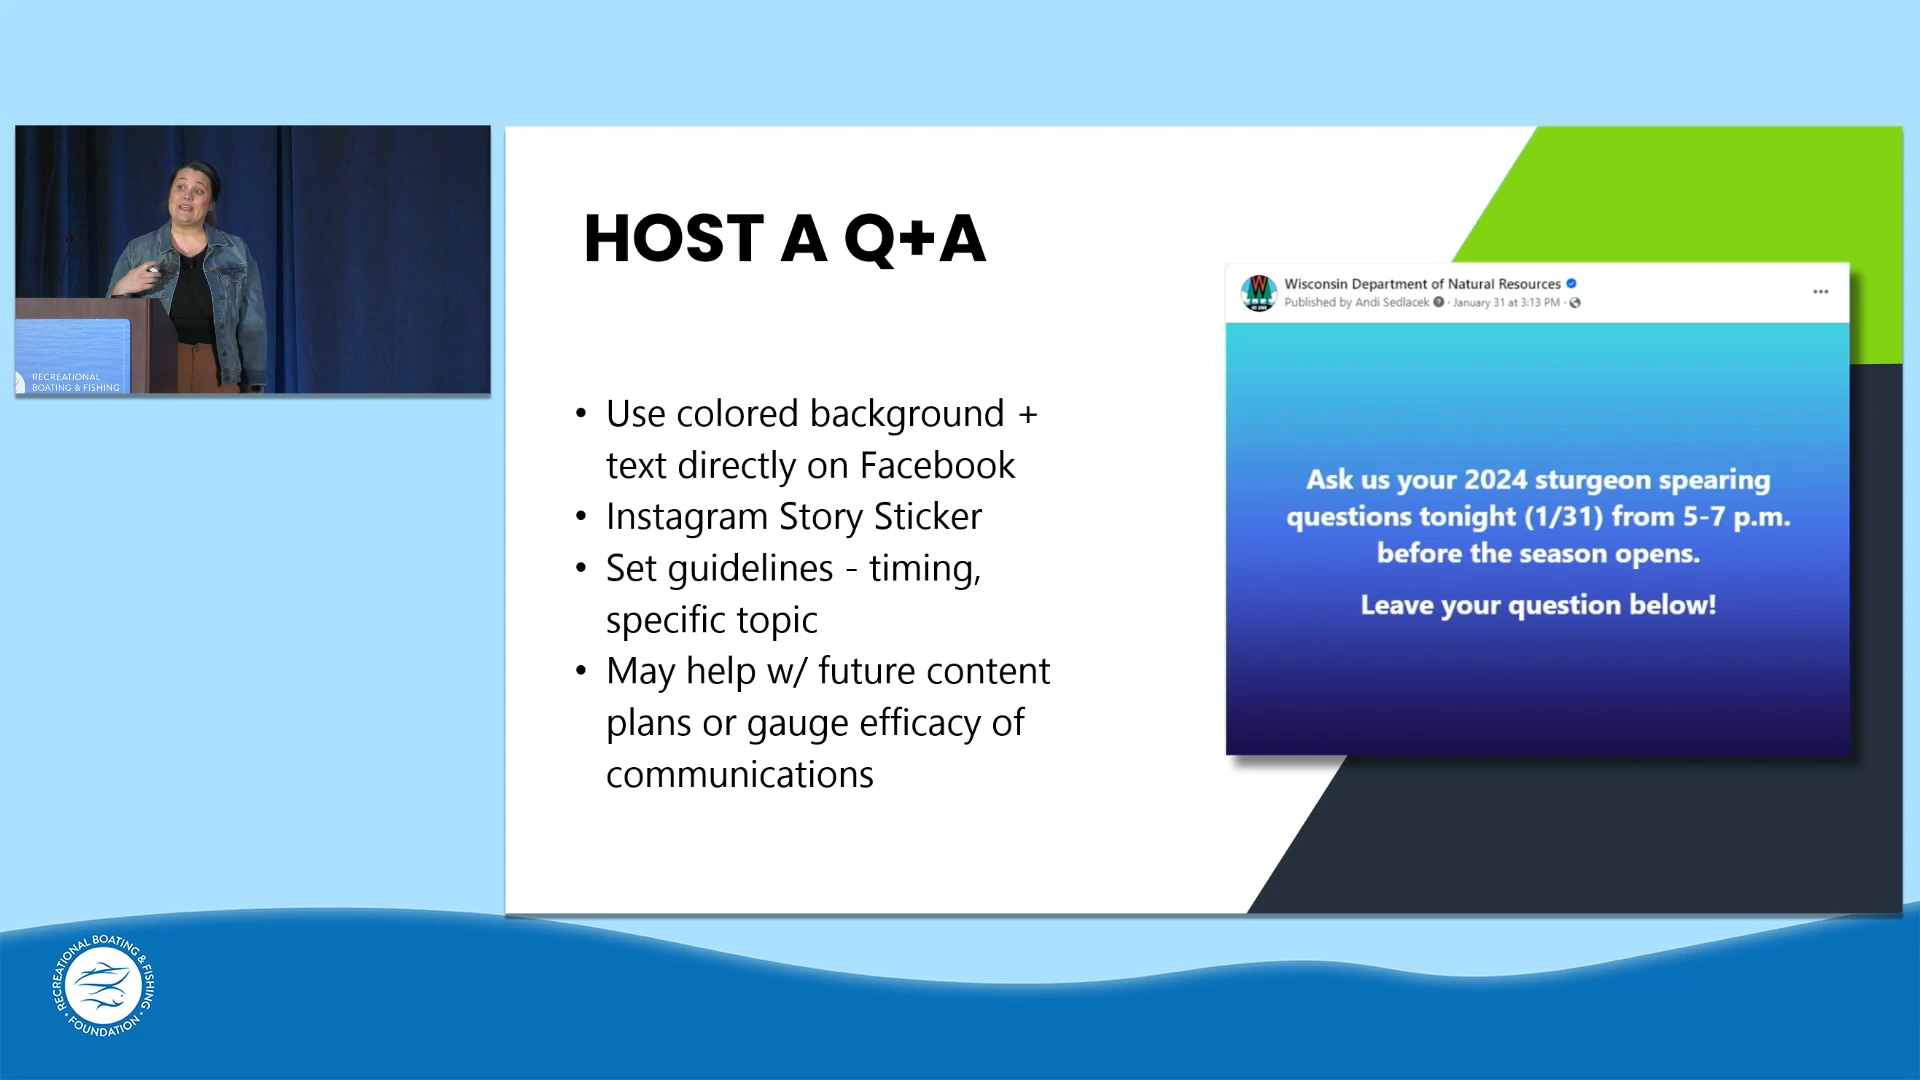 HOST A Q+A
• Use colored background +
text directly on Facebook
• Instagram Story Sticker
• Set guidelines - timing,
specific topic
• May help w/ future content
plans or gauge efficacy of
communications
Wisconsin Department of Natural Resources
Published by Andi Sedlacek · January 31 at 3:13 PM ·
Ask us your 2024 sturgeon spearing
questions tonight (1/31) from 5-7 p.m.
before the season opens.
Leave your question below!
RECREATIONAL
BOATING & FISHING
RECREATIONAL BOATING & FISHING
• FOUNDATION •